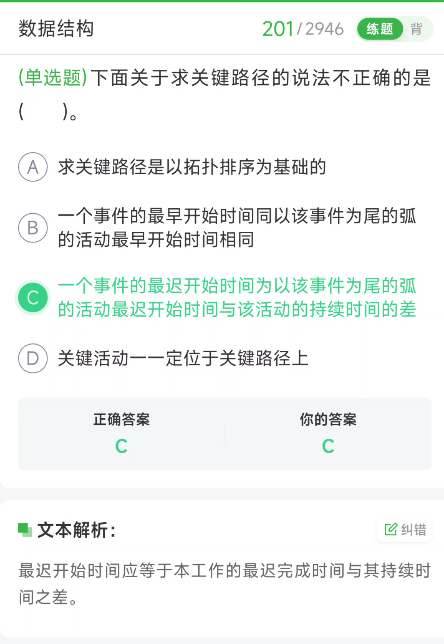 数据结构 201/2946 练题 背
(单选题)下面关于求关键路径的说法不正确的是
(　　)。
A 求关键路径是以拓扑排序为基础的
B 一个事件的最早开始时间同以该事件为尾的弧
的活动最早开始时间相同
C 一个事件的最迟开始时间为以该事件为尾的弧
的活动最迟开始时间与该活动的持续时间的差
D 关键活动一一定位于关键路径上
正确答案 你的答案
C C
文本解析： 纠错
最迟开始时间应等于本工作的最迟完成时间与其持续时
间之差。